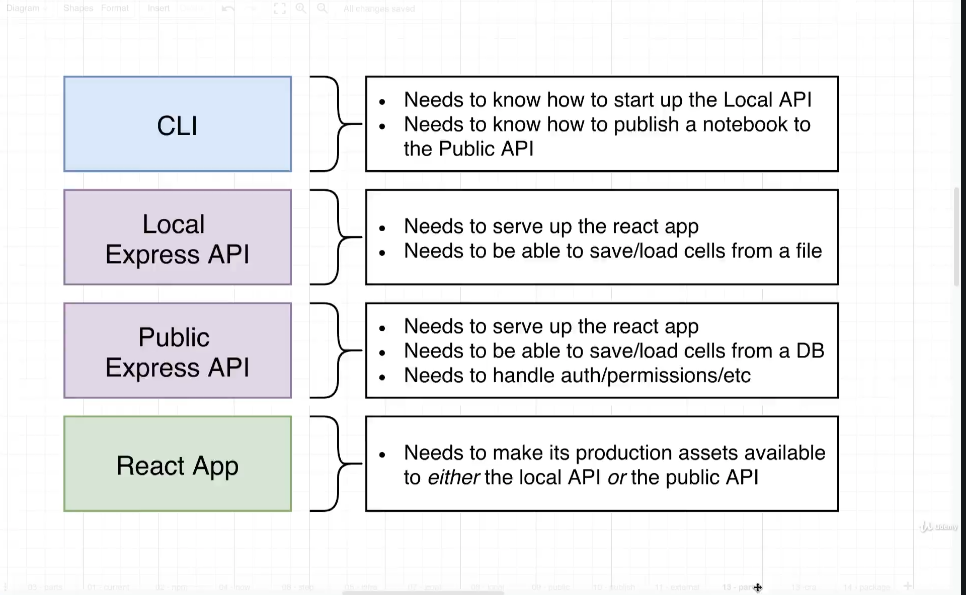 Diagram Shapes Format Insert All changes saved
CLI
Needs to know how to start up the Local API
Needs to know how to publish a notebook to
the Public API
Local
Express API
Needs to serve up the react app
Needs to be able to save/load cells from a file
Public
Express API
Needs to serve up the react app
Needs to be able to save/load cells from a DB
Needs to handle auth/permissions/etc
React App
Needs to make its production assets available
to either the local API or the public API
Udemy